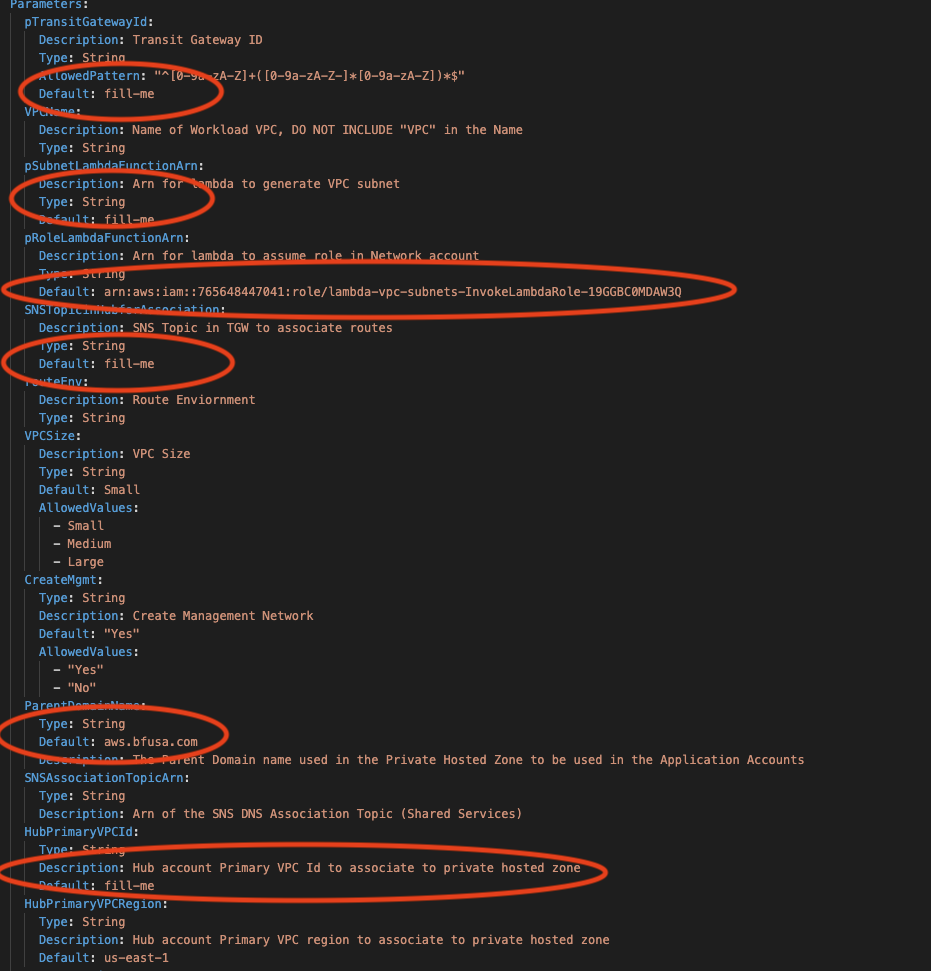 Parameters:
pTransitGatewayId:
Description: Transit Gateway ID
Type: String
AllowedPattern: "^[0-9a-zA-Z]+([0-9a-zA-Z-]*[0-9a-zA-Z])*$"
Default: fill-me
VPCName:
Description: Name of Workload VPC, DO NOT INCLUDE "VPC" in the Name
Type: String
pSubnetLambdaFunctionArn:
Description: Arn for lambda to generate VPC subnet
Type: String
Default: fill-me
pRoleLambdaFunctionArn:
Description: Arn for lambda to assume role in Network account
Type: String
Default: arn:aws:iam::765648447041:role/lambda-vpc-subnets-InvokeLambdaRole-19GGBC0MDAW3Q
SNSTopicInHubforAssociation:
Description: SNS Topic in TGW to associate routes
Type: String
Default: fill-me
routeEnv:
Description: Route Enviornment
Type: String
VPCSize:
Description: VPC Size
Type: String
Default: Small
AllowedValues:
- Small
- Medium
- Large
CreateMgmt:
Type: String
Description: Create Management Network
Default: "Yes"
AllowedValues:
- "Yes"
- "No"
ParentDomainName:
Type: String
Default: aws.bfusa.com
Description: The Parent Domain name used in the Private Hosted Zone to be used in the Application Accounts
SNSAssociationTopicArn:
Type: String
Description: Arn of the SNS DNS Association Topic (Shared Services)
HubPrimaryVPCId:
Type: String
Description: Hub account Primary VPC Id to associate to private hosted zone
Default: fill-me
HubPrimaryVPCRegion:
Type: String
Description: Hub account Primary VPC region to associate to private hosted zone
Default: us-east-1